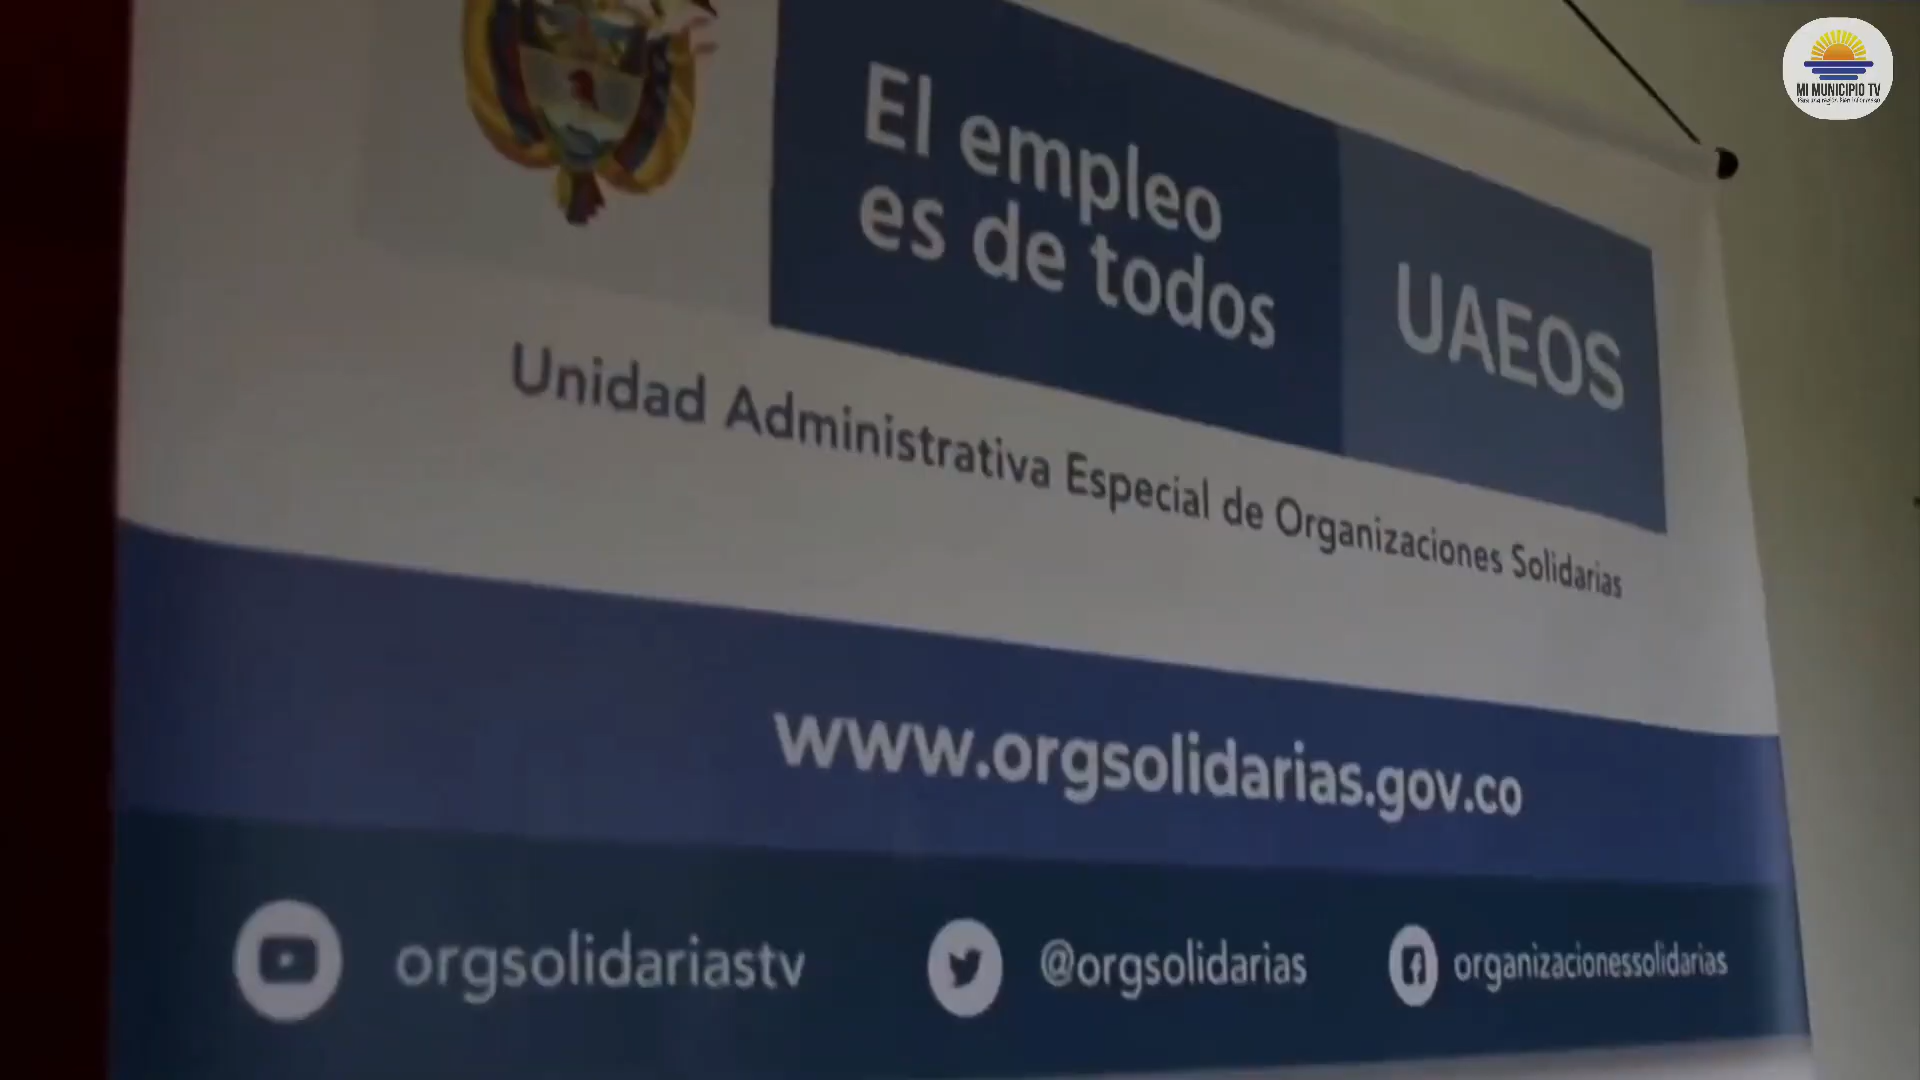 MI MUNICIPIO TV
El empleo
es de todos
UAEOS
Unidad Administrativa Especial de Organizaciones Solidarias
www.orgsolidarias.gov.co
orgsolidariastv
@orgsolidarias
organizacionessolidarias